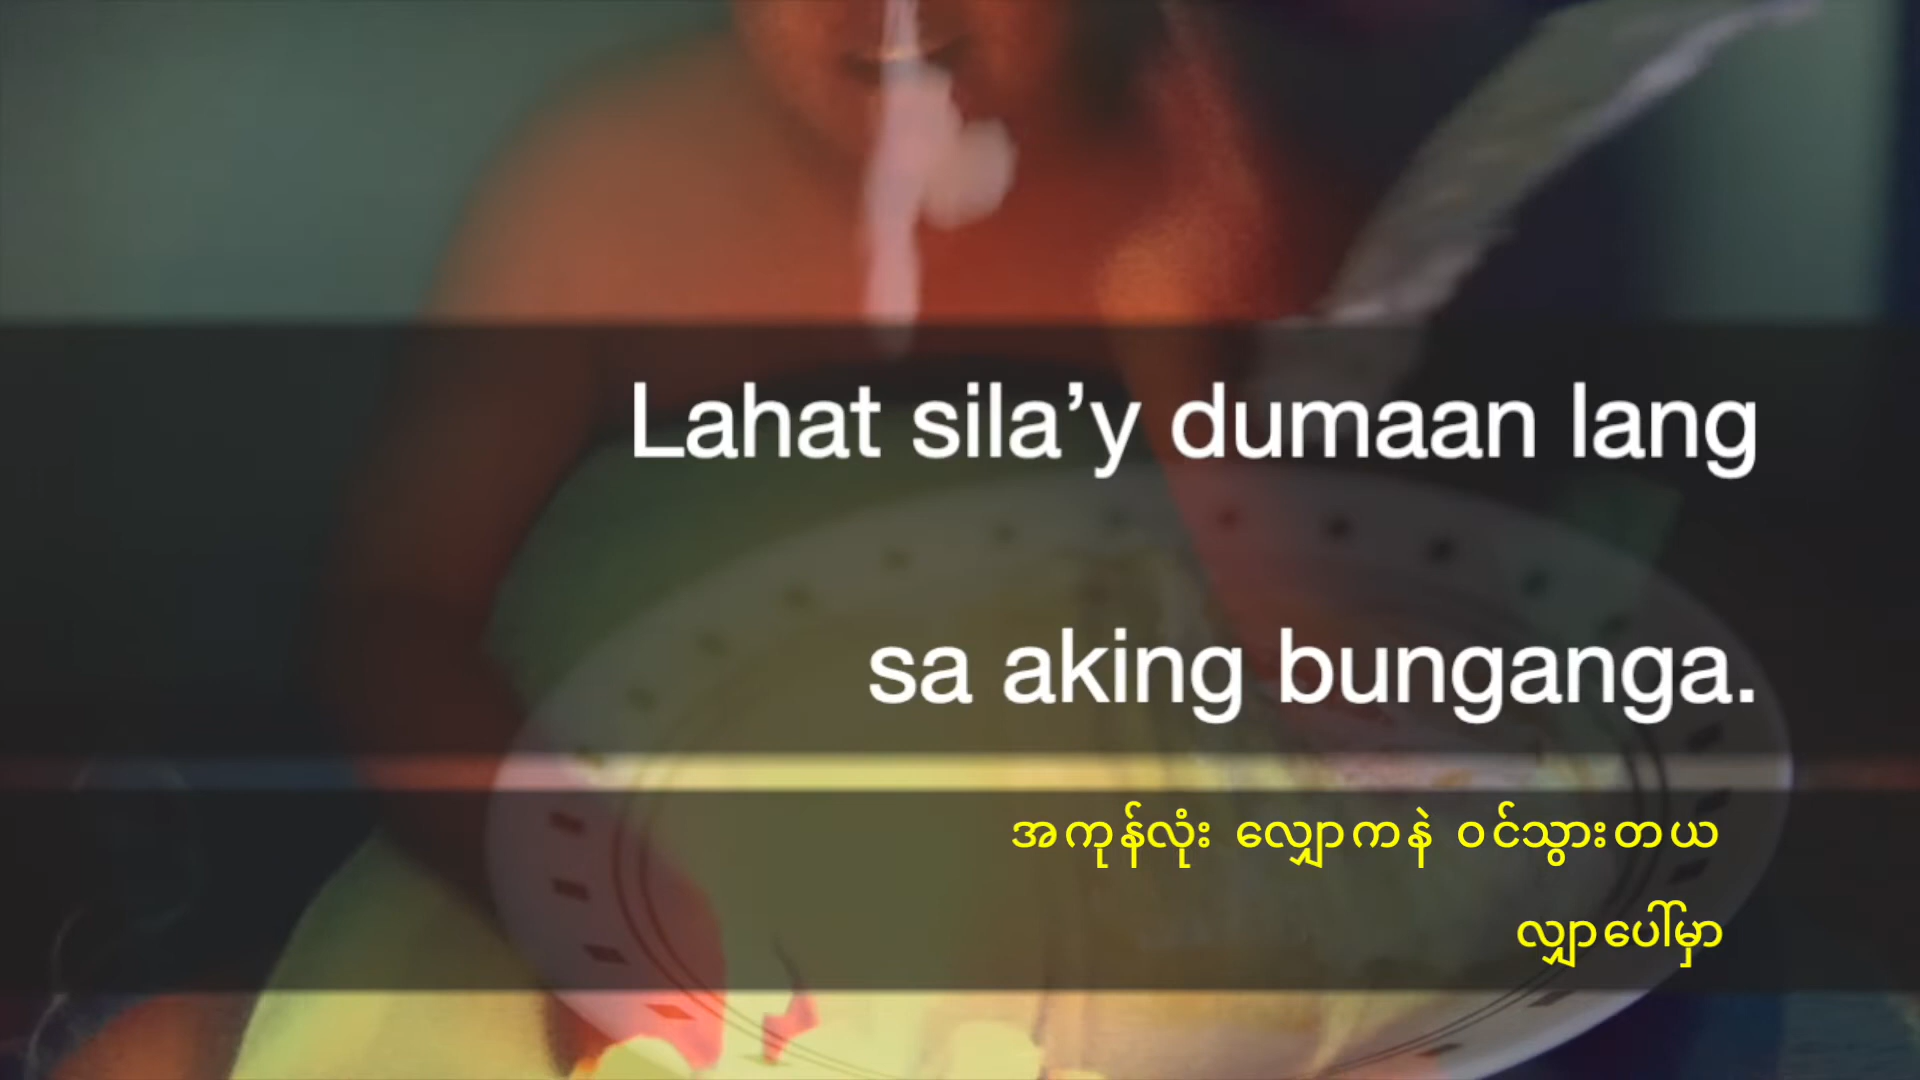 Lahat sila’y dumaan lang
sa aking bunganga.
အကုန်လုံး လျှောကနဲ ဝင်သွားတယ
လျှာပေါ်မှာ